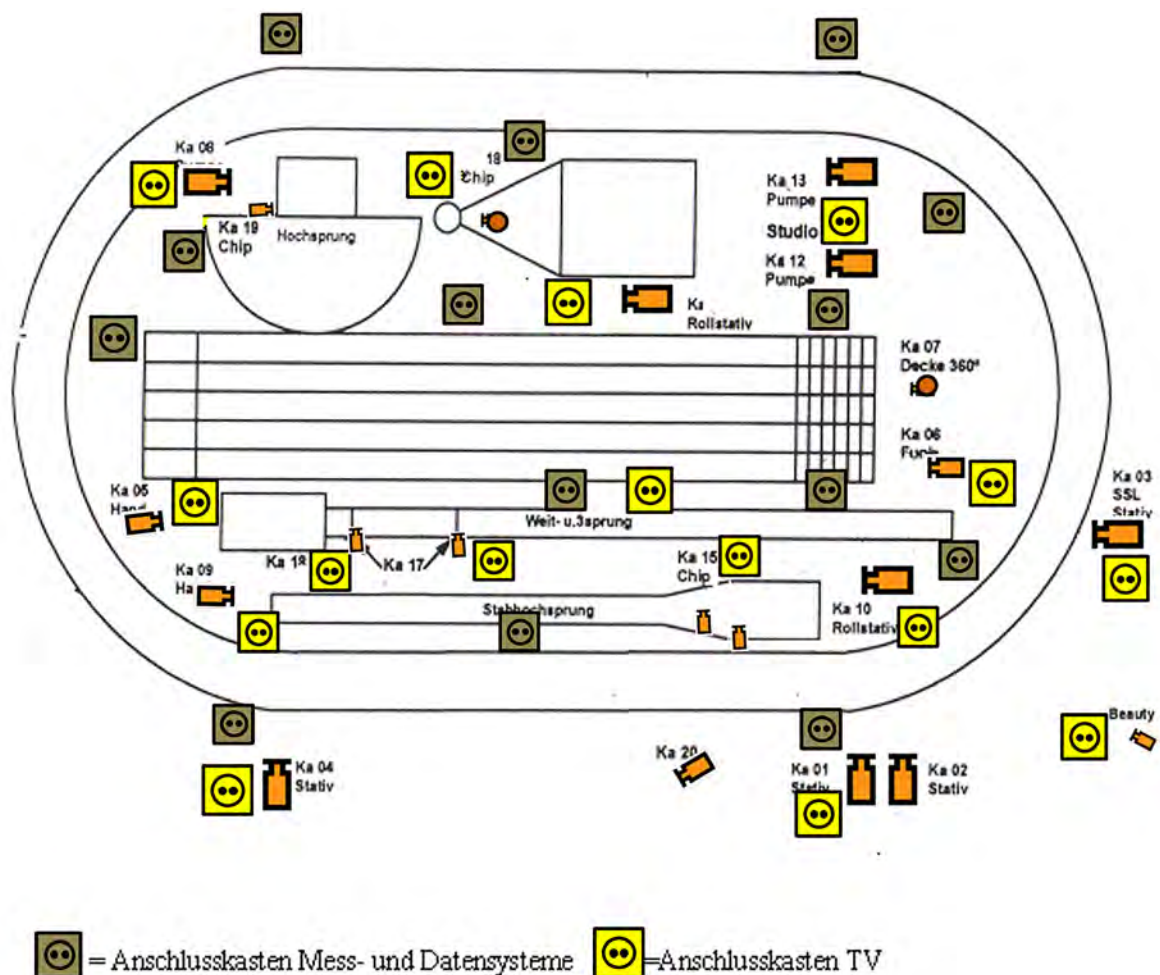 Ka 08
18
Chip
Ka 13
Pumpe
Ka 19
Chip
Hochsprung
Studio
Ka 12
Pumpe
Rollstativ
Ka 07
Decke 360°
Ka 06
Ka 05
Ka 03
SSL
Stativ
Weit- u.3sprung
Ka 17
Ka 15
Chip
Ka 09
Stabhochsprung
Ka 10
Rollstativ
Beauty
Ka 20
Ka 04
Stativ
Ka 01
Stativ
Ka 02
Stativ
= Anschlusskasten Mess- und Datensysteme
=Anschlusskasten TV